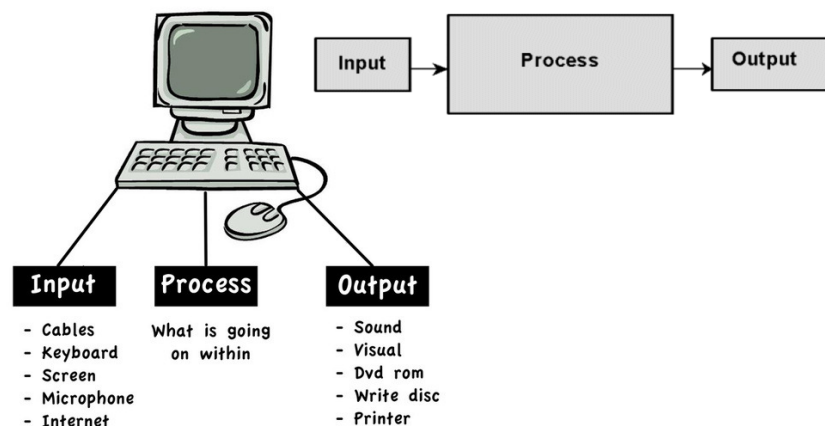 Input
Process
Output
Input
- Cables
- Keyboard
- Screen
- Microphone
- Internet
Process
What is going
on within
Output
- Sound
- Visual
- Dvd rom
- Write disc
- Printer